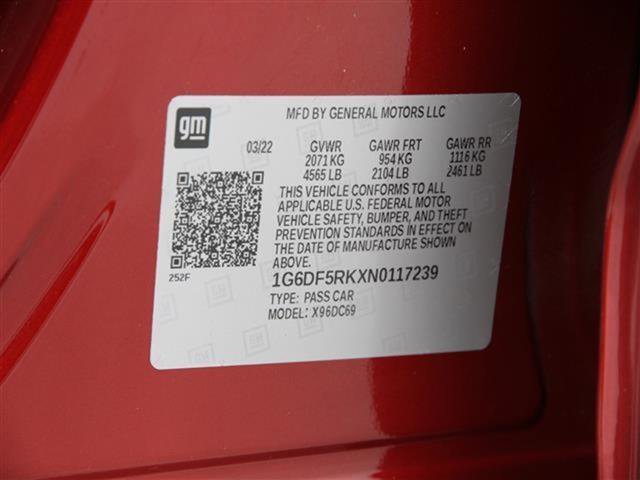 MFD BY GENERAL MOTORS LLC
gm
03/22 GVWR GAWR FRT GAWR RR
2071 KG 954 KG 1116 KG
4565 LB 2104 LB 2461 LB
THIS VEHICLE CONFORMS TO ALL
APPLICABLE U.S. FEDERAL MOTOR
VEHICLE SAFETY, BUMPER, AND THEFT
PREVENTION STANDARDS IN EFFECT ON
THE DATE OF MANUFACTURE SHOWN
ABOVE.
252F
1G6DF5RKXN0117239
TYPE: PASS CAR
MODEL: X96DC69